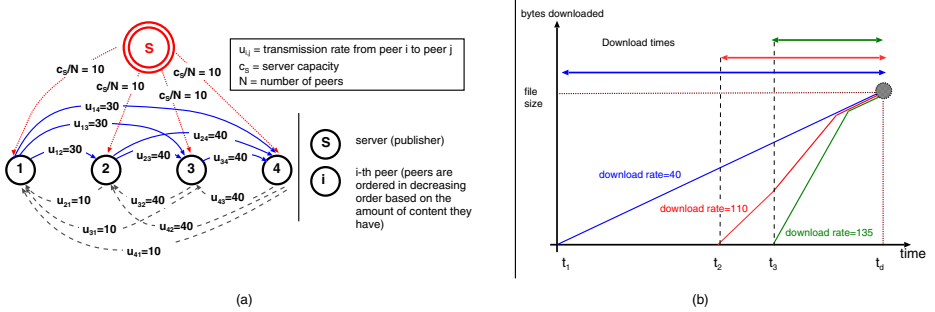 S
c_S/N = 10
c_S/N = 10
c_S/N = 10
c_S/N = 10
u_14=30
u_13=30
u_12=30
u_24=40
u_23=40
u_34=40
1
2
3
4
u_21=10
u_32=40
u_43=40
u_31=10
u_42=40
u_41=10
u_i,j = transmission rate from peer i to peer j
c_S = server capacity
N = number of peers
S
server (publisher)
i
i-th peer (peers are
ordered in decreasing
order based on the
amount of content they
have)
(a)
bytes downloaded
Download times
file
size
download rate=40
download rate=110
download rate=135
t_1
t_2
t_3
t_d
time
(b)